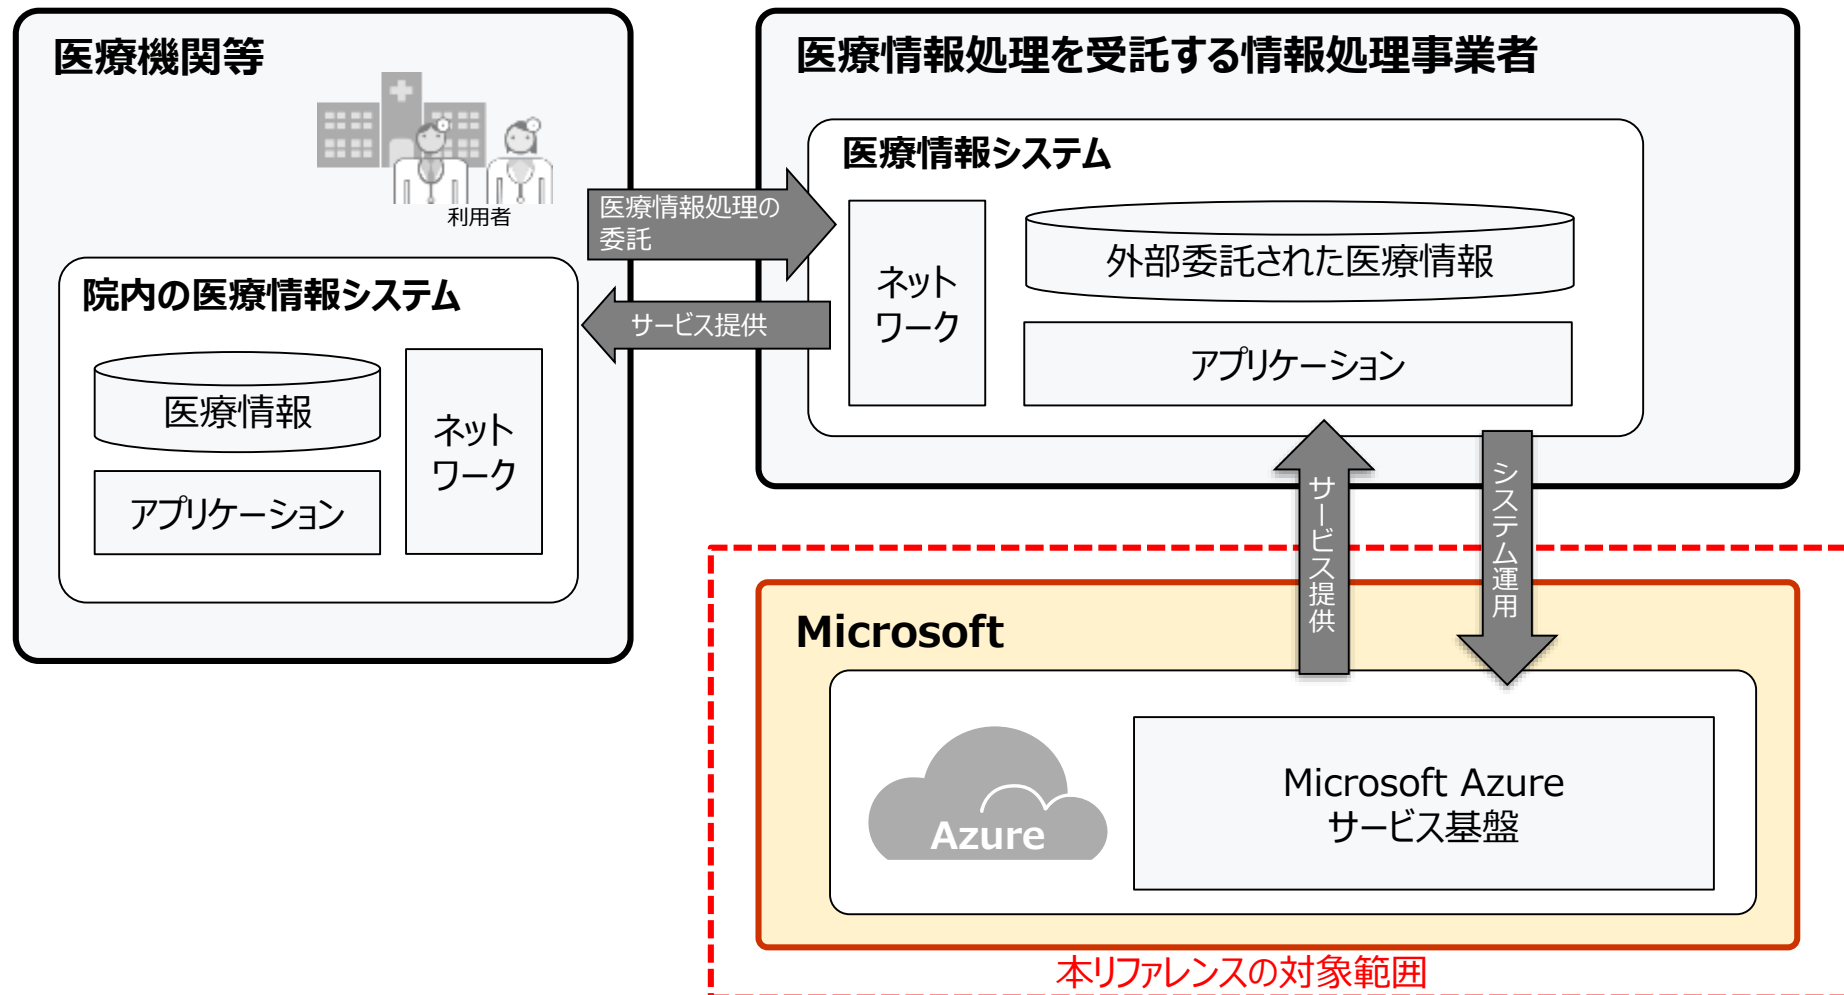 医療機関等
利用者
院内の医療情報システム
医療情報
アプリケーション
ネット
ワーク
医療情報処理の
委託
サービス提供
医療情報処理を受託する情報処理事業者
医療情報システム
ネット
ワーク
外部委託された医療情報
アプリケーション
サービス提供
システム運用
Microsoft
Azure
Microsoft Azure
サービス基盤
本リファレンスの対象範囲